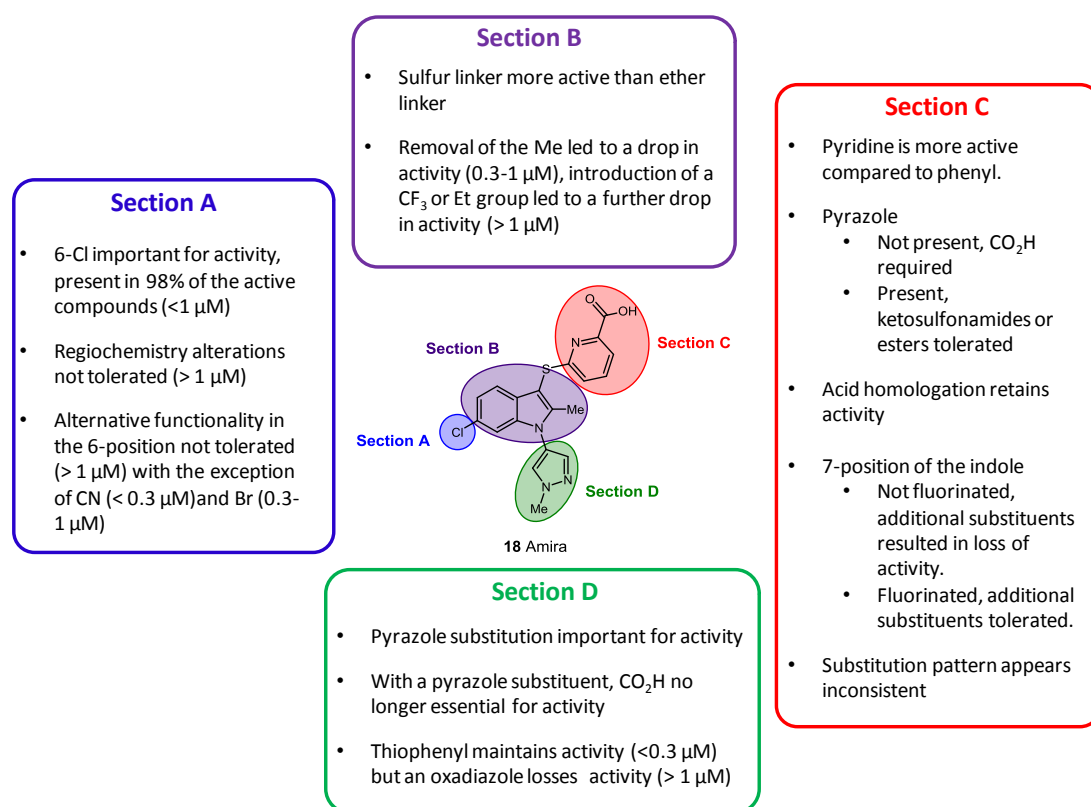 Section B
• Sulfur linker more active than ether
linker
• Removal of the Me led to a drop in
activity (0.3-1 µM), introduction of a
CF₃ or Et group led to a further drop
in activity (> 1 µM)
Section A
• 6-Cl important for activity,
present in 98% of the active
compounds (<1 µM)
• Regiochemistry alterations
not tolerated (> 1 µM)
• Alternative functionality in
the 6-position not tolerated
(> 1 µM) with the exception
of CN (< 0.3 µM)and Br (0.3-
1 µM)
O
OH
N
Section B
Section C
S
Me
Cl
N
Section A
N
N
Section D
Me
18 Amira
Section C
• Pyridine is more active
compared to phenyl.
• Pyrazole
• Not present, CO₂H
required
• Present,
ketosulfonamides or
esters tolerated
• Acid homologation retains
activity
• 7-position of the indole
• Not fluorinated,
additional substituents
resulted in loss of
activity.
• Fluorinated, additional
substituents tolerated.
• Substitution pattern appears
inconsistent
Section D
• Pyrazole substitution important for activity
• With a pyrazole substituent, CO₂H no
longer essential for activity
• Thiophenyl maintains activity (<0.3 µM)
but an oxadiazole losses activity (> 1 µM)